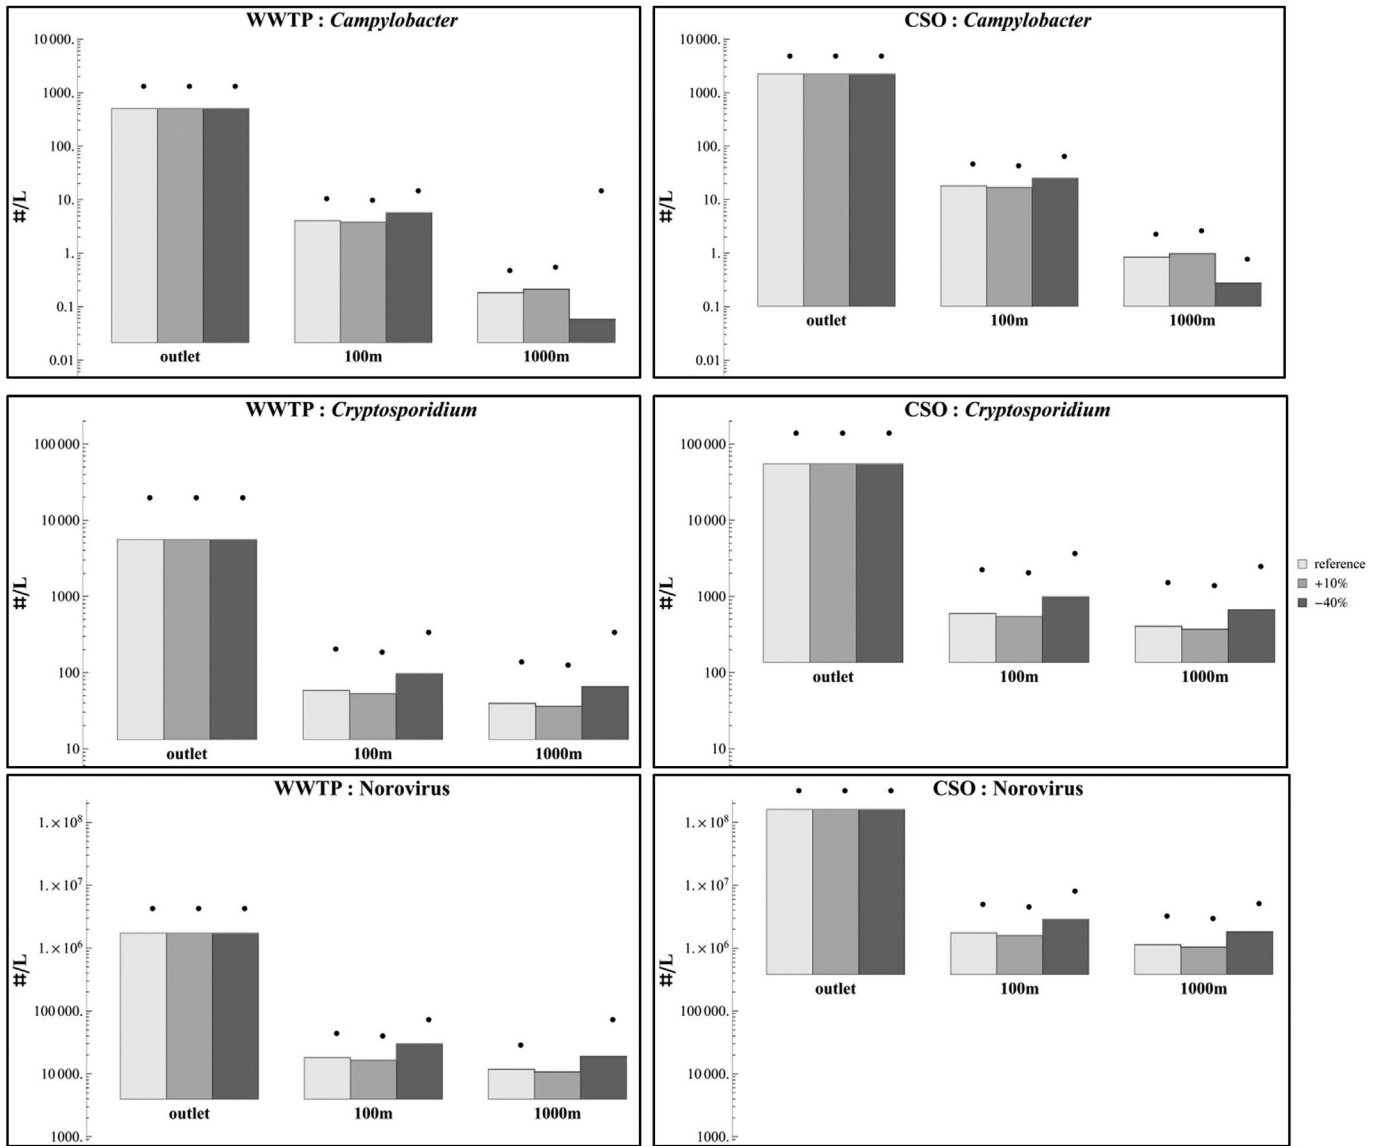 WWTP : Campylobacter
10 000.
1000.
100.
10.
1.
0.1
0.01
#/L
outlet 100m 1000m
CSO : Campylobacter
10 000.
1000.
100.
10.
1.
0.1
0.01
#/L
outlet 100m 1000m
WWTP : Cryptosporidium
100 000
10 000
1000
100
10
#/L
outlet 100m 1000m
CSO : Cryptosporidium
100 000
10 000
1000
100
10
#/L
outlet 100m 1000m
reference
+10%
−40%
WWTP : Norovirus
1.×10⁸
1.×10⁷
1.×10⁶
100 000.
10 000.
1000.
#/L
outlet 100m 1000m
CSO : Norovirus
1.×10⁸
1.×10⁷
1.×10⁶
100 000.
10 000.
1000.
#/L
outlet 100m 1000m